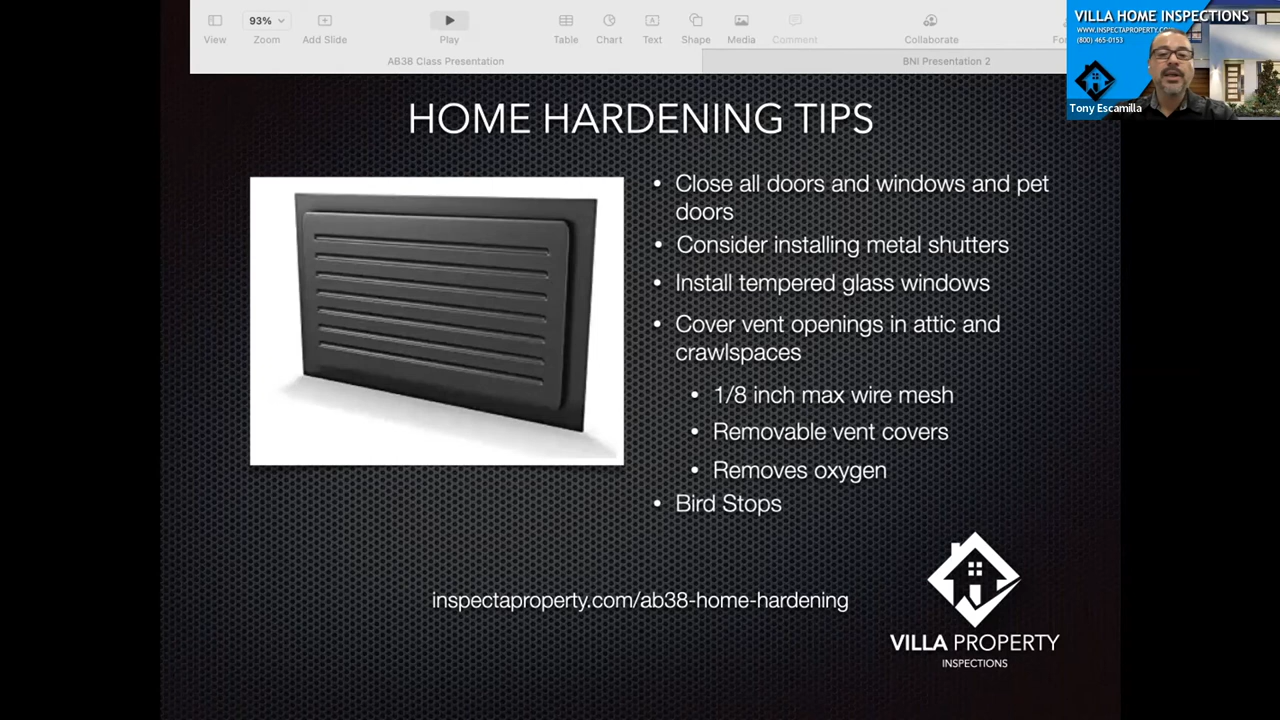 93%
View
Zoom
Add Slide
Play
Table
Chart
Text
Shape
Media
Comment
Collaborate
AB38 Class Presentation
BNI Presentation 2
VILLA HOME INSPECTIONS
(800) 465-0153
Tony Escamilla
HOME HARDENING TIPS
• Close all doors and windows and pet
doors
• Consider installing metal shutters
• Install tempered glass windows
• Cover vent openings in attic and
crawlspaces
• 1/8 inch max wire mesh
• Removable vent covers
• Removes oxygen
• Bird Stops
inspectaproperty.com/ab38-home-hardening
VILLA PROPERTY
INSPECTIONS